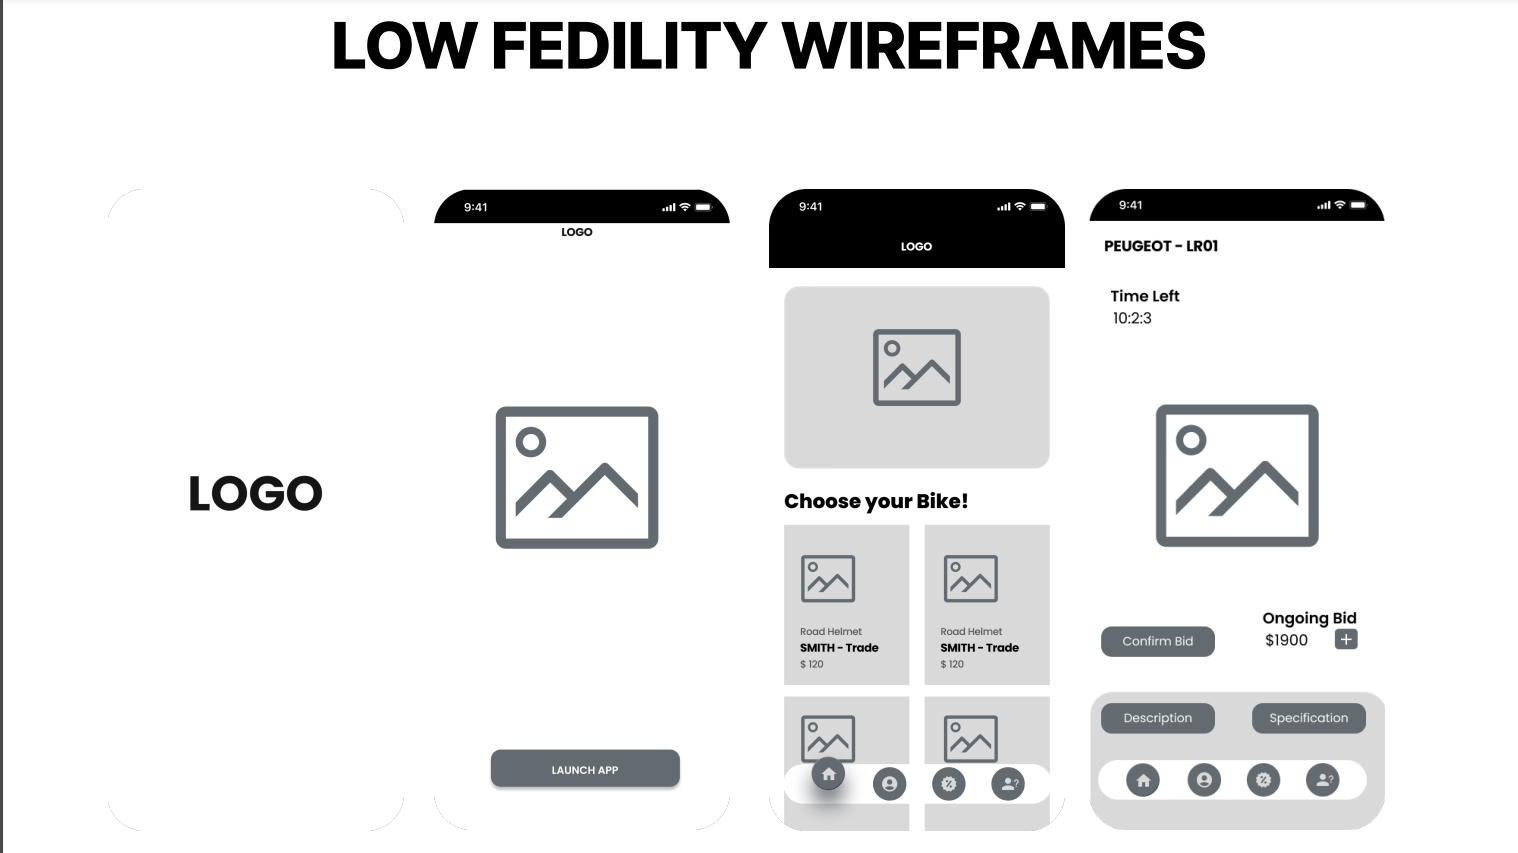 LOW FEDILITY WIREFRAMES
LOGO
9:41
LOGO
LAUNCH APP
9:41
LOGO
Choose your Bike!
Road Helmet
SMITH - Trade
$ 120
Road Helmet
SMITH - Trade
$ 120
9:41
PEUGEOT - LR01
Time Left
10:2:3
Ongoing Bid
$1900
Confirm Bid
Description
Specification